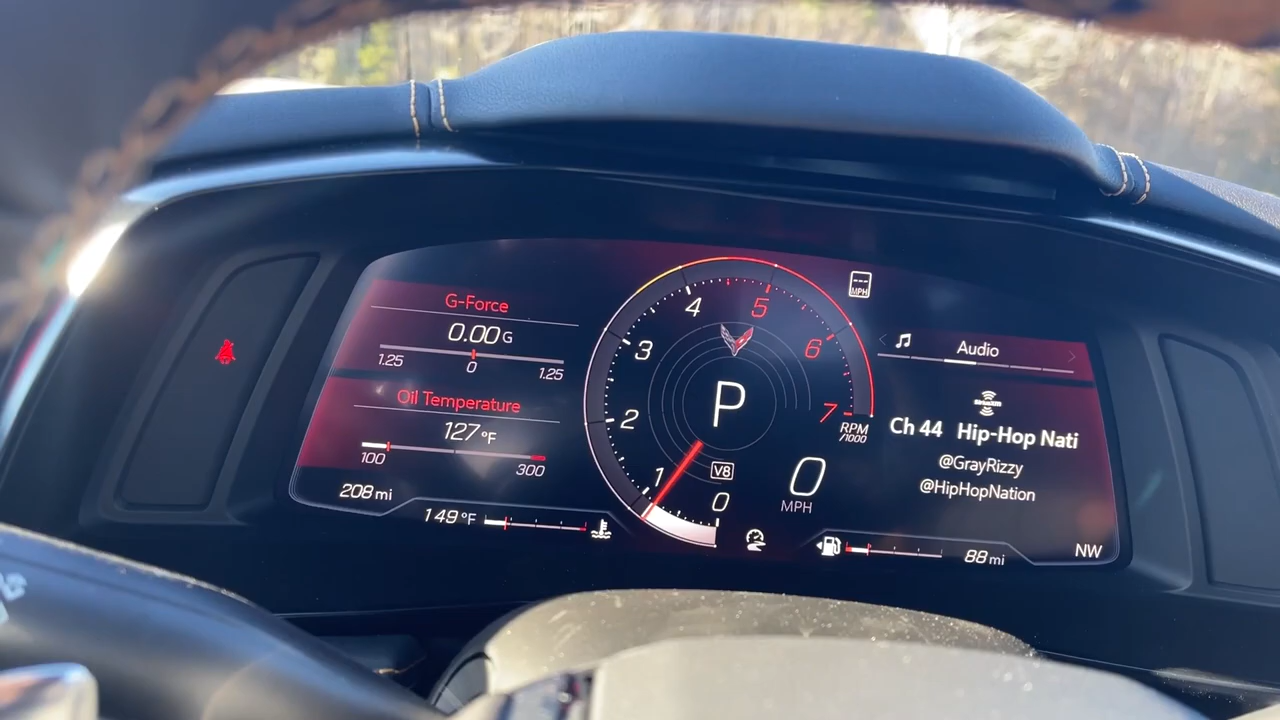 G-Force
0.00 G
1.25 0 1.25
Oil Temperature
127 °F
100 300
208 mi
149 °F
0
1
2
3
4
5
6
7
RPM
/1000
P
V8
0
MPH
MPH
Audio
SiriusXM
Ch 44 Hip-Hop Nati
@GrayRizzy
@HipHopNation
88 mi
NW